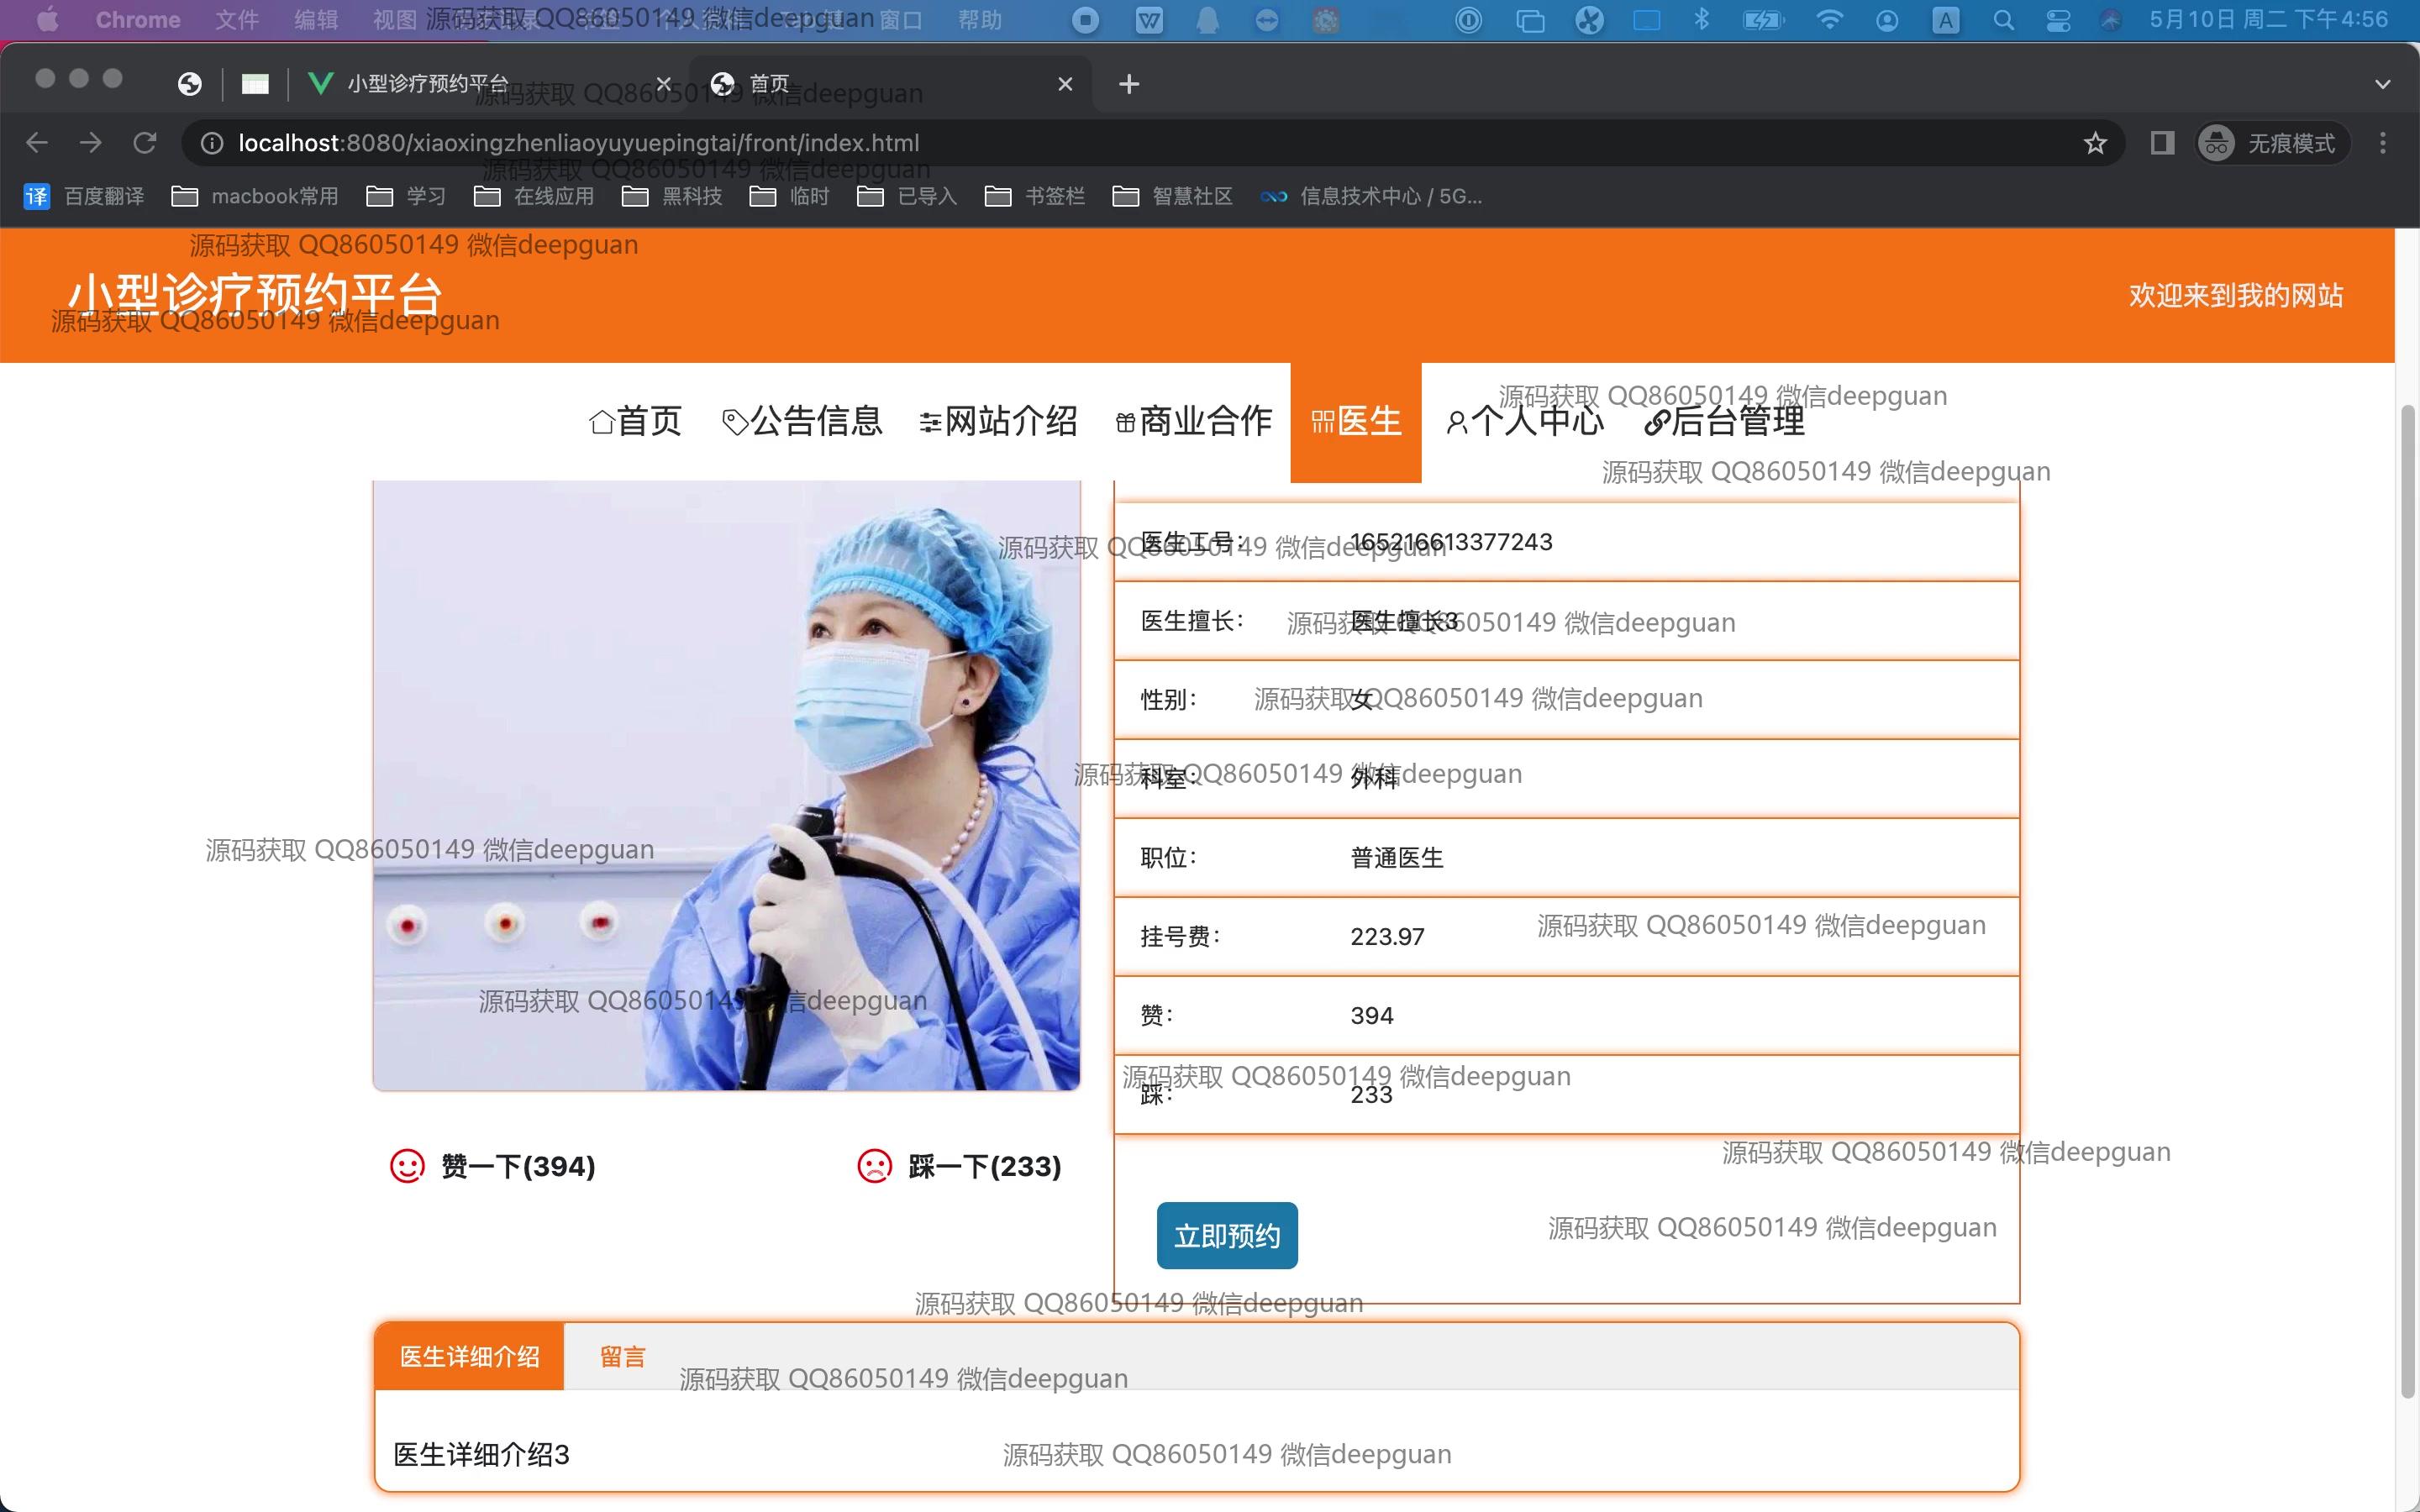 Chrome 文件 编辑 视图 窗口 帮助 5月10日 周二 下午4:56
源码获取 QQ86050149 微信deepguan
小型诊疗预约平台 首页
源码获取 QQ86050149 微信deepguan
localhost:8080/xiaoxingzhenliaoyuyuepingtai/front/index.html 无痕模式
源码获取 QQ86050149 微信deepguan
译 百度翻译 macbook常用 学习 在线应用 黑科技 临时 已导入 书签栏 智慧社区 信息技术中心 / 5G...
源码获取 QQ86050149 微信deepguan
小型诊疗预约平台 欢迎来到我的网站
源码获取 QQ86050149 微信deepguan
源码获取 QQ86050149 微信deepguan
首页 公告信息 网站介绍 商业合作 医生 个人中心 后台管理
源码获取 QQ86050149 微信deepguan
医生工号： 165216613377243
源码获取 QQ86050149 微信deepguan
医生擅长： 医生擅长3
源码获取 QQ86050149 微信deepguan
性别： 女
源码获取 QQ86050149 微信deepguan
科室： 外科
源码获取 QQ86050149 微信deepguan
源码获取 QQ86050149 微信deepguan
职位： 普通医生
源码获取 QQ86050149 微信deepguan
挂号费： 223.97
源码获取 QQ86050149 微信deepguan
赞： 394
源码获取 QQ86050149 微信deepguan
踩： 233
源码获取 QQ86050149 微信deepguan
赞一下(394) 踩一下(233)
源码获取 QQ86050149 微信deepguan
立即预约
源码获取 QQ86050149 微信deepguan
医生详细介绍 留言
源码获取 QQ86050149 微信deepguan
医生详细介绍3
源码获取 QQ86050149 微信deepguan